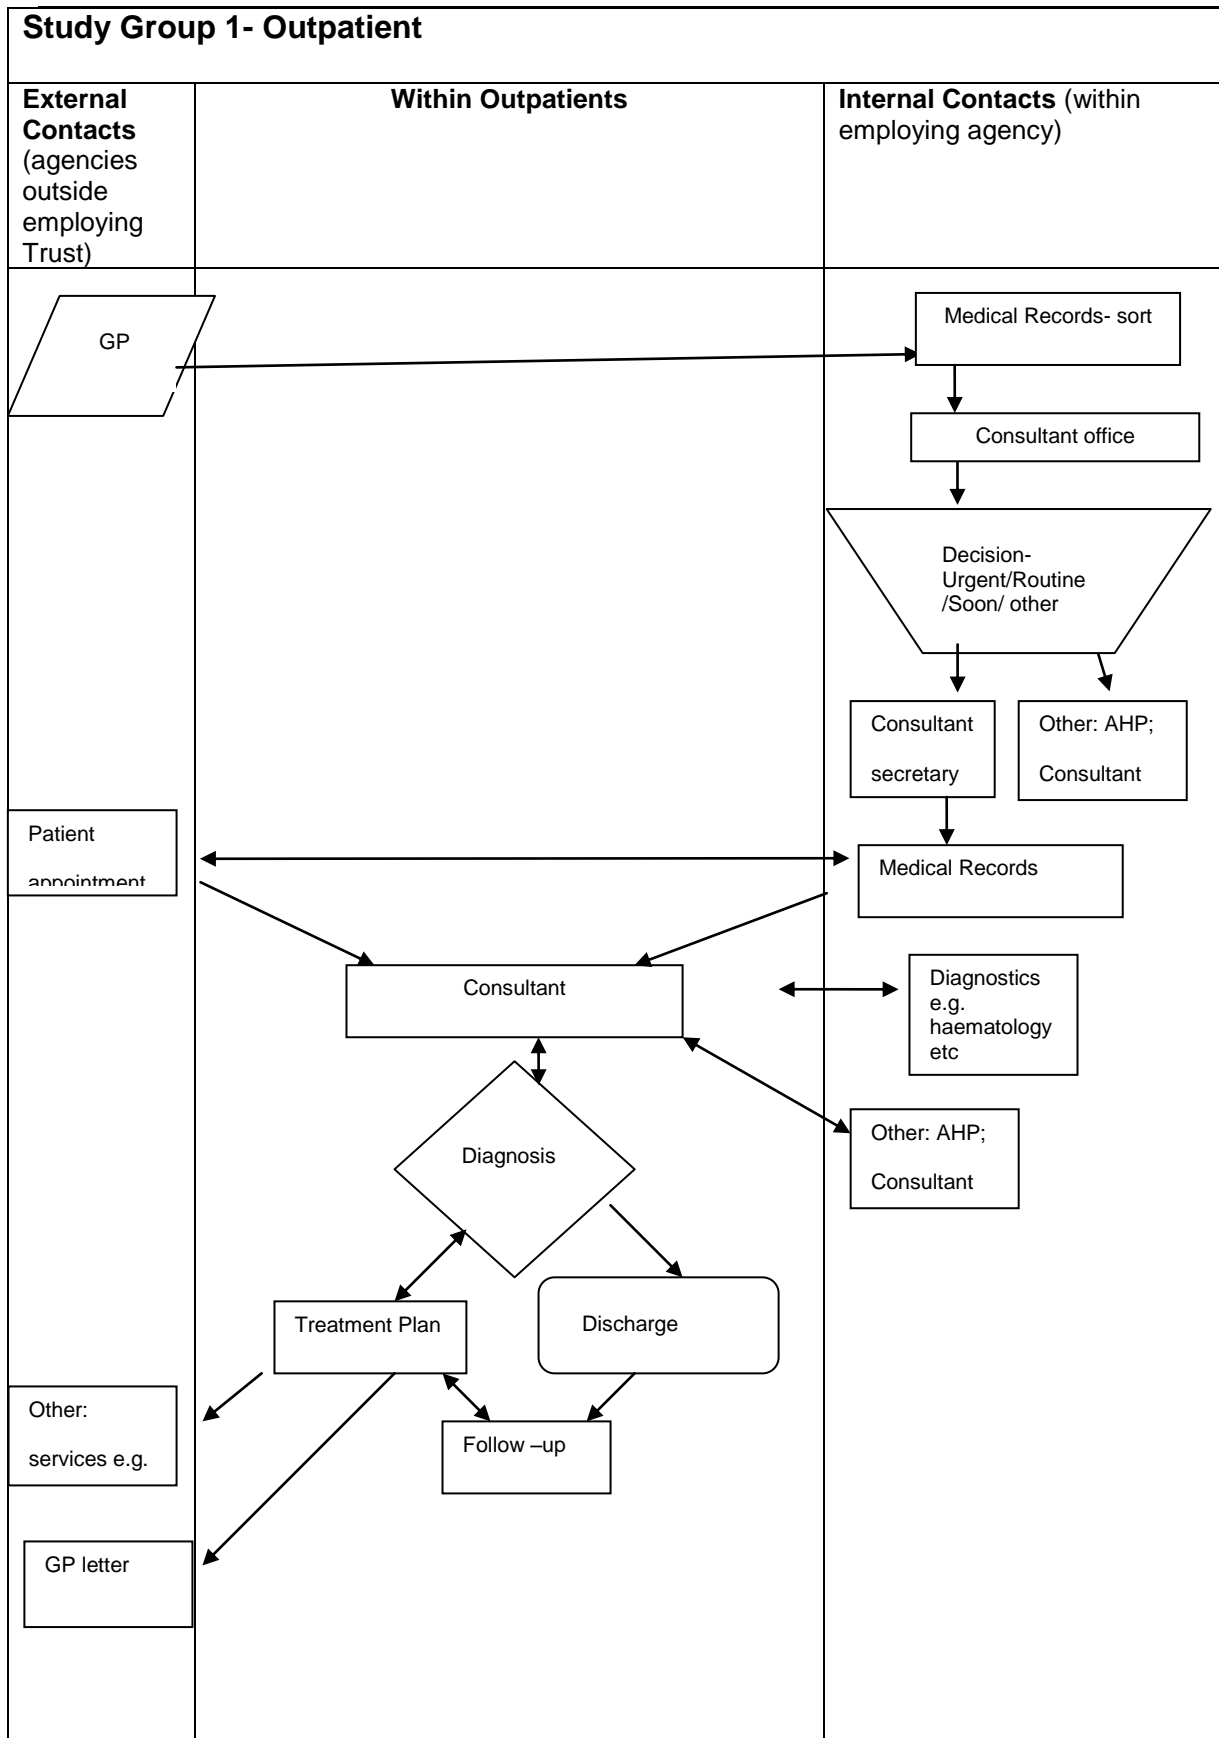 Study Group 1- Outpatient
External
Contacts
(agencies
outside
employing
Trust)
Within Outpatients
Internal Contacts (within
employing agency)
GP
Medical Records- sort
Consultant office
Decision-
Urgent/Routine
/Soon/ other
Consultant
secretary
Other: AHP;
Consultant
Patient
appointment
Medical Records
Consultant
Diagnostics
e.g.
haematology
etc
Other: AHP;
Consultant
Diagnosis
Treatment Plan
Discharge
Other:
services e.g.
Follow –up
GP letter